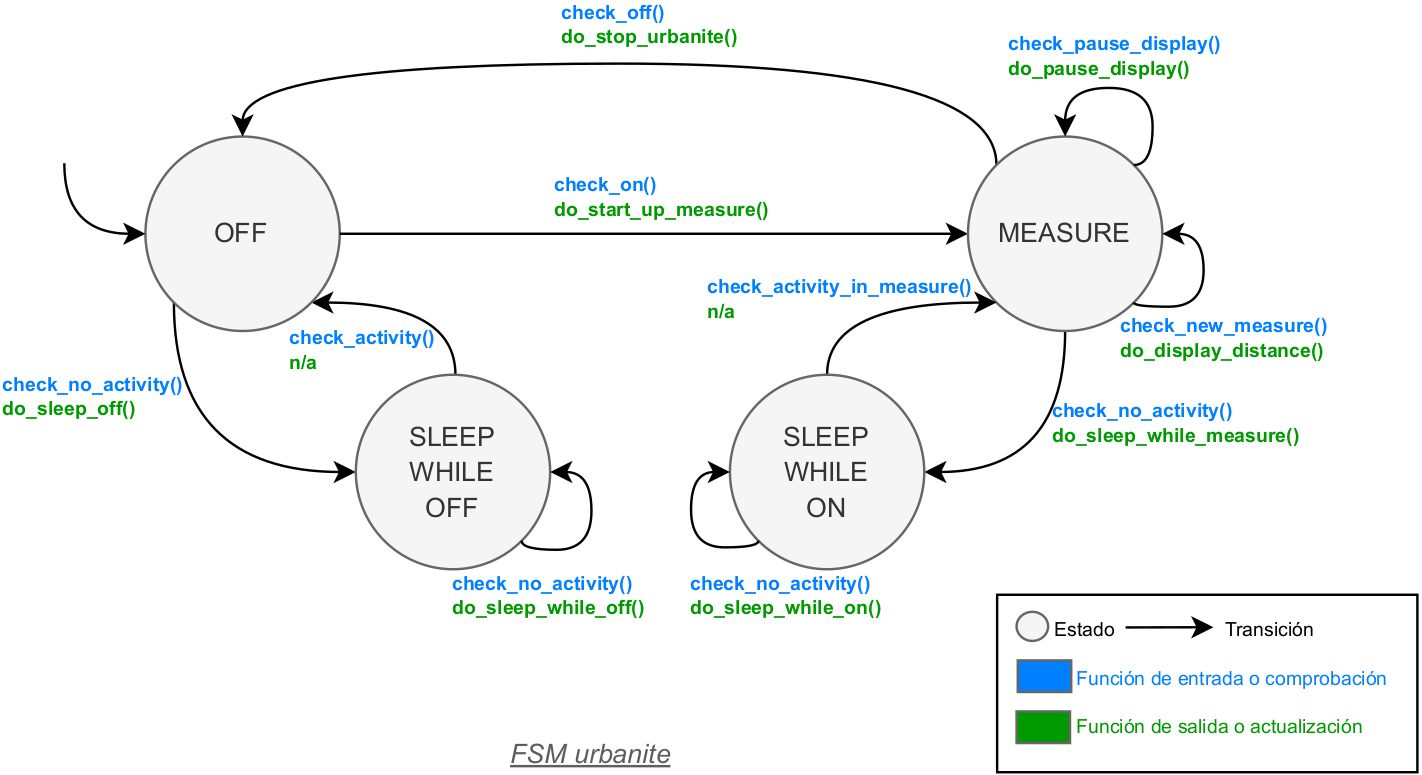 check_off()
do_stop_urbanite()
check_pause_display()
do_pause_display()
check_on()
do_start_up_measure()
OFF
MEASURE
check_activity_in_measure()
n/a
check_activity()
n/a
check_new_measure()
do_display_distance()
check_no_activity()
do_sleep_off()
check_no_activity()
do_sleep_while_measure()
SLEEP
WHILE
OFF
SLEEP
WHILE
ON
check_no_activity()
do_sleep_while_off()
check_no_activity()
do_sleep_while_on()
Estado
Transición
Función de entrada o comprobación
Función de salida o actualización
FSM urbanite